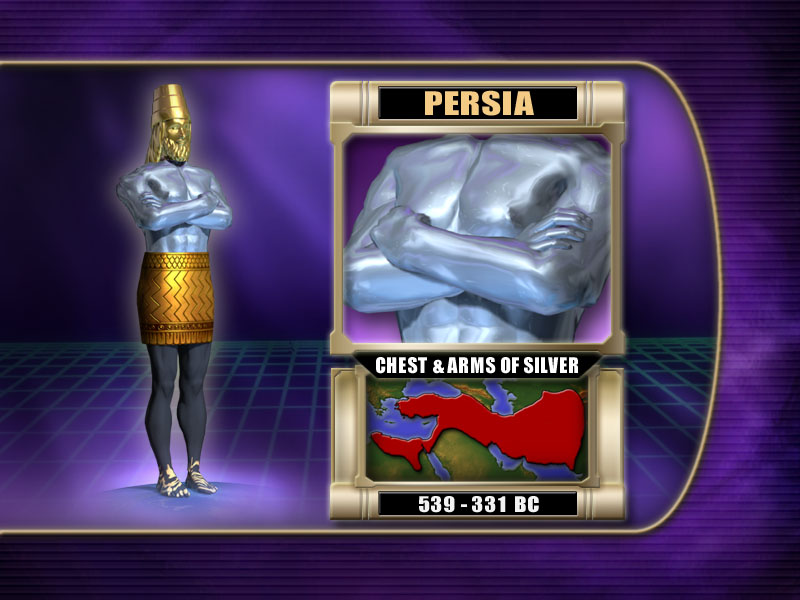 PERSIA
CHEST & ARMS OF SILVER
539 - 331 BC